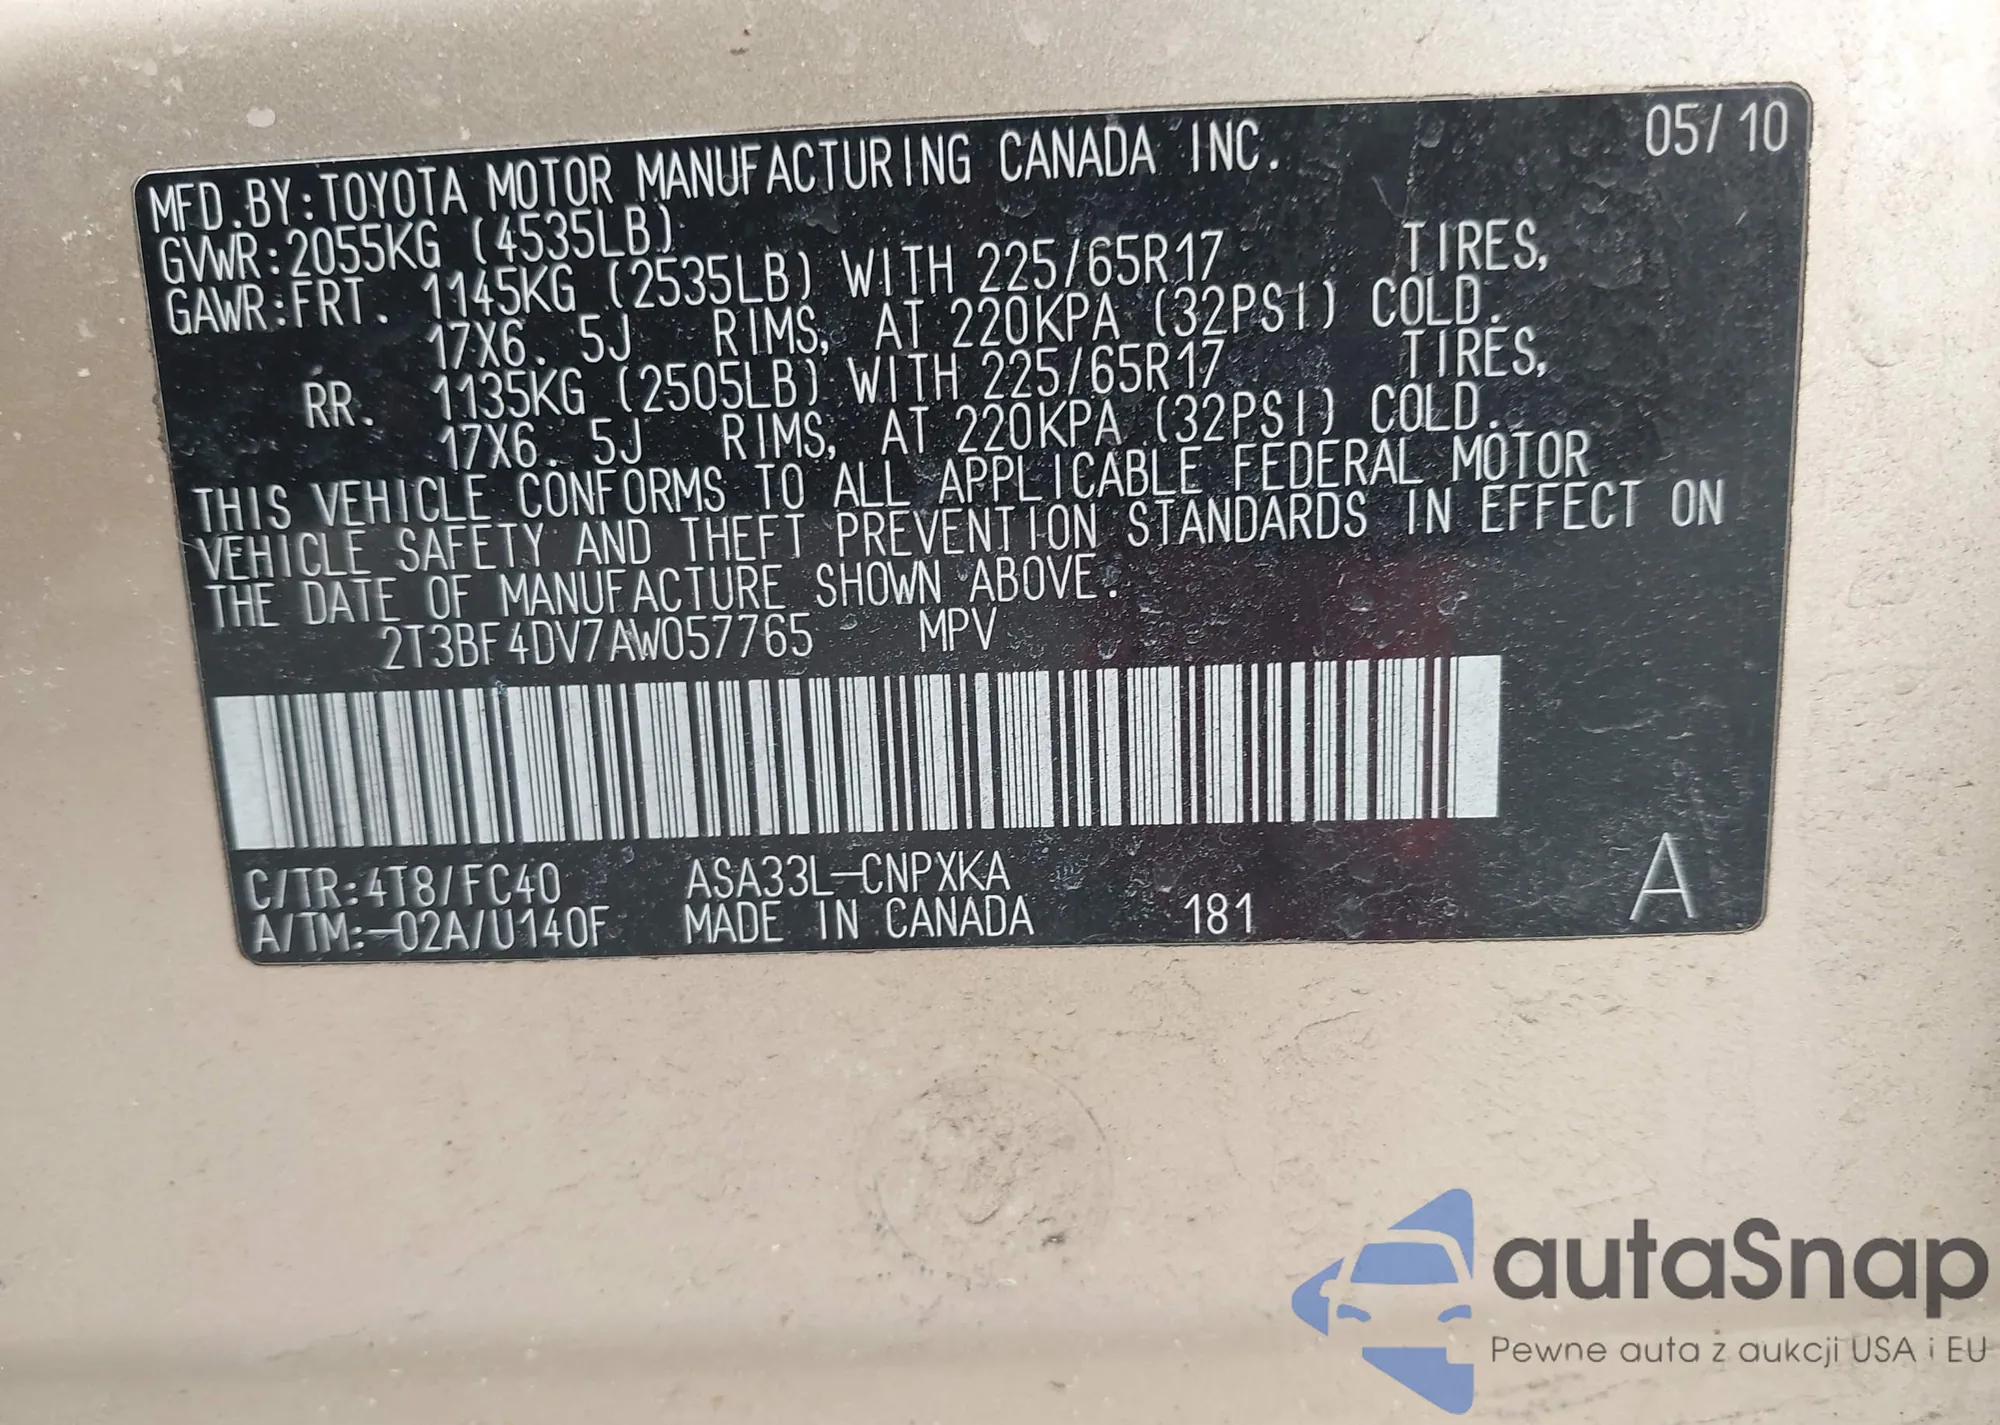 05/10
MFD.BY:TOYOTA MOTOR MANUFACTURING CANADA INC.
GVWR:2055KG (4535LB)
GAWR:FRT. 1145KG (2535LB) WITH 225/65R17 TIRES,
17X6.5J RIMS, AT 220KPA (32PSI) COLD.
RR. 1135KG (2505LB) WITH 225/65R17 TIRES,
17X6.5J RIMS, AT 220KPA (32PSI) COLD.
THIS VEHICLE CONFORMS TO ALL APPLICABLE FEDERAL MOTOR
VEHICLE SAFETY AND THEFT PREVENTION STANDARDS IN EFFECT ON
THE DATE OF MANUFACTURE SHOWN ABOVE.
2T3BF4DV7AW057765 MPV
C/TR:4T8/FC40 ASA33L-CNPXKA
A/TM:-02A/U140F MADE IN CANADA 181 A
autaSnap
Pewne auta z aukcji USA i EU